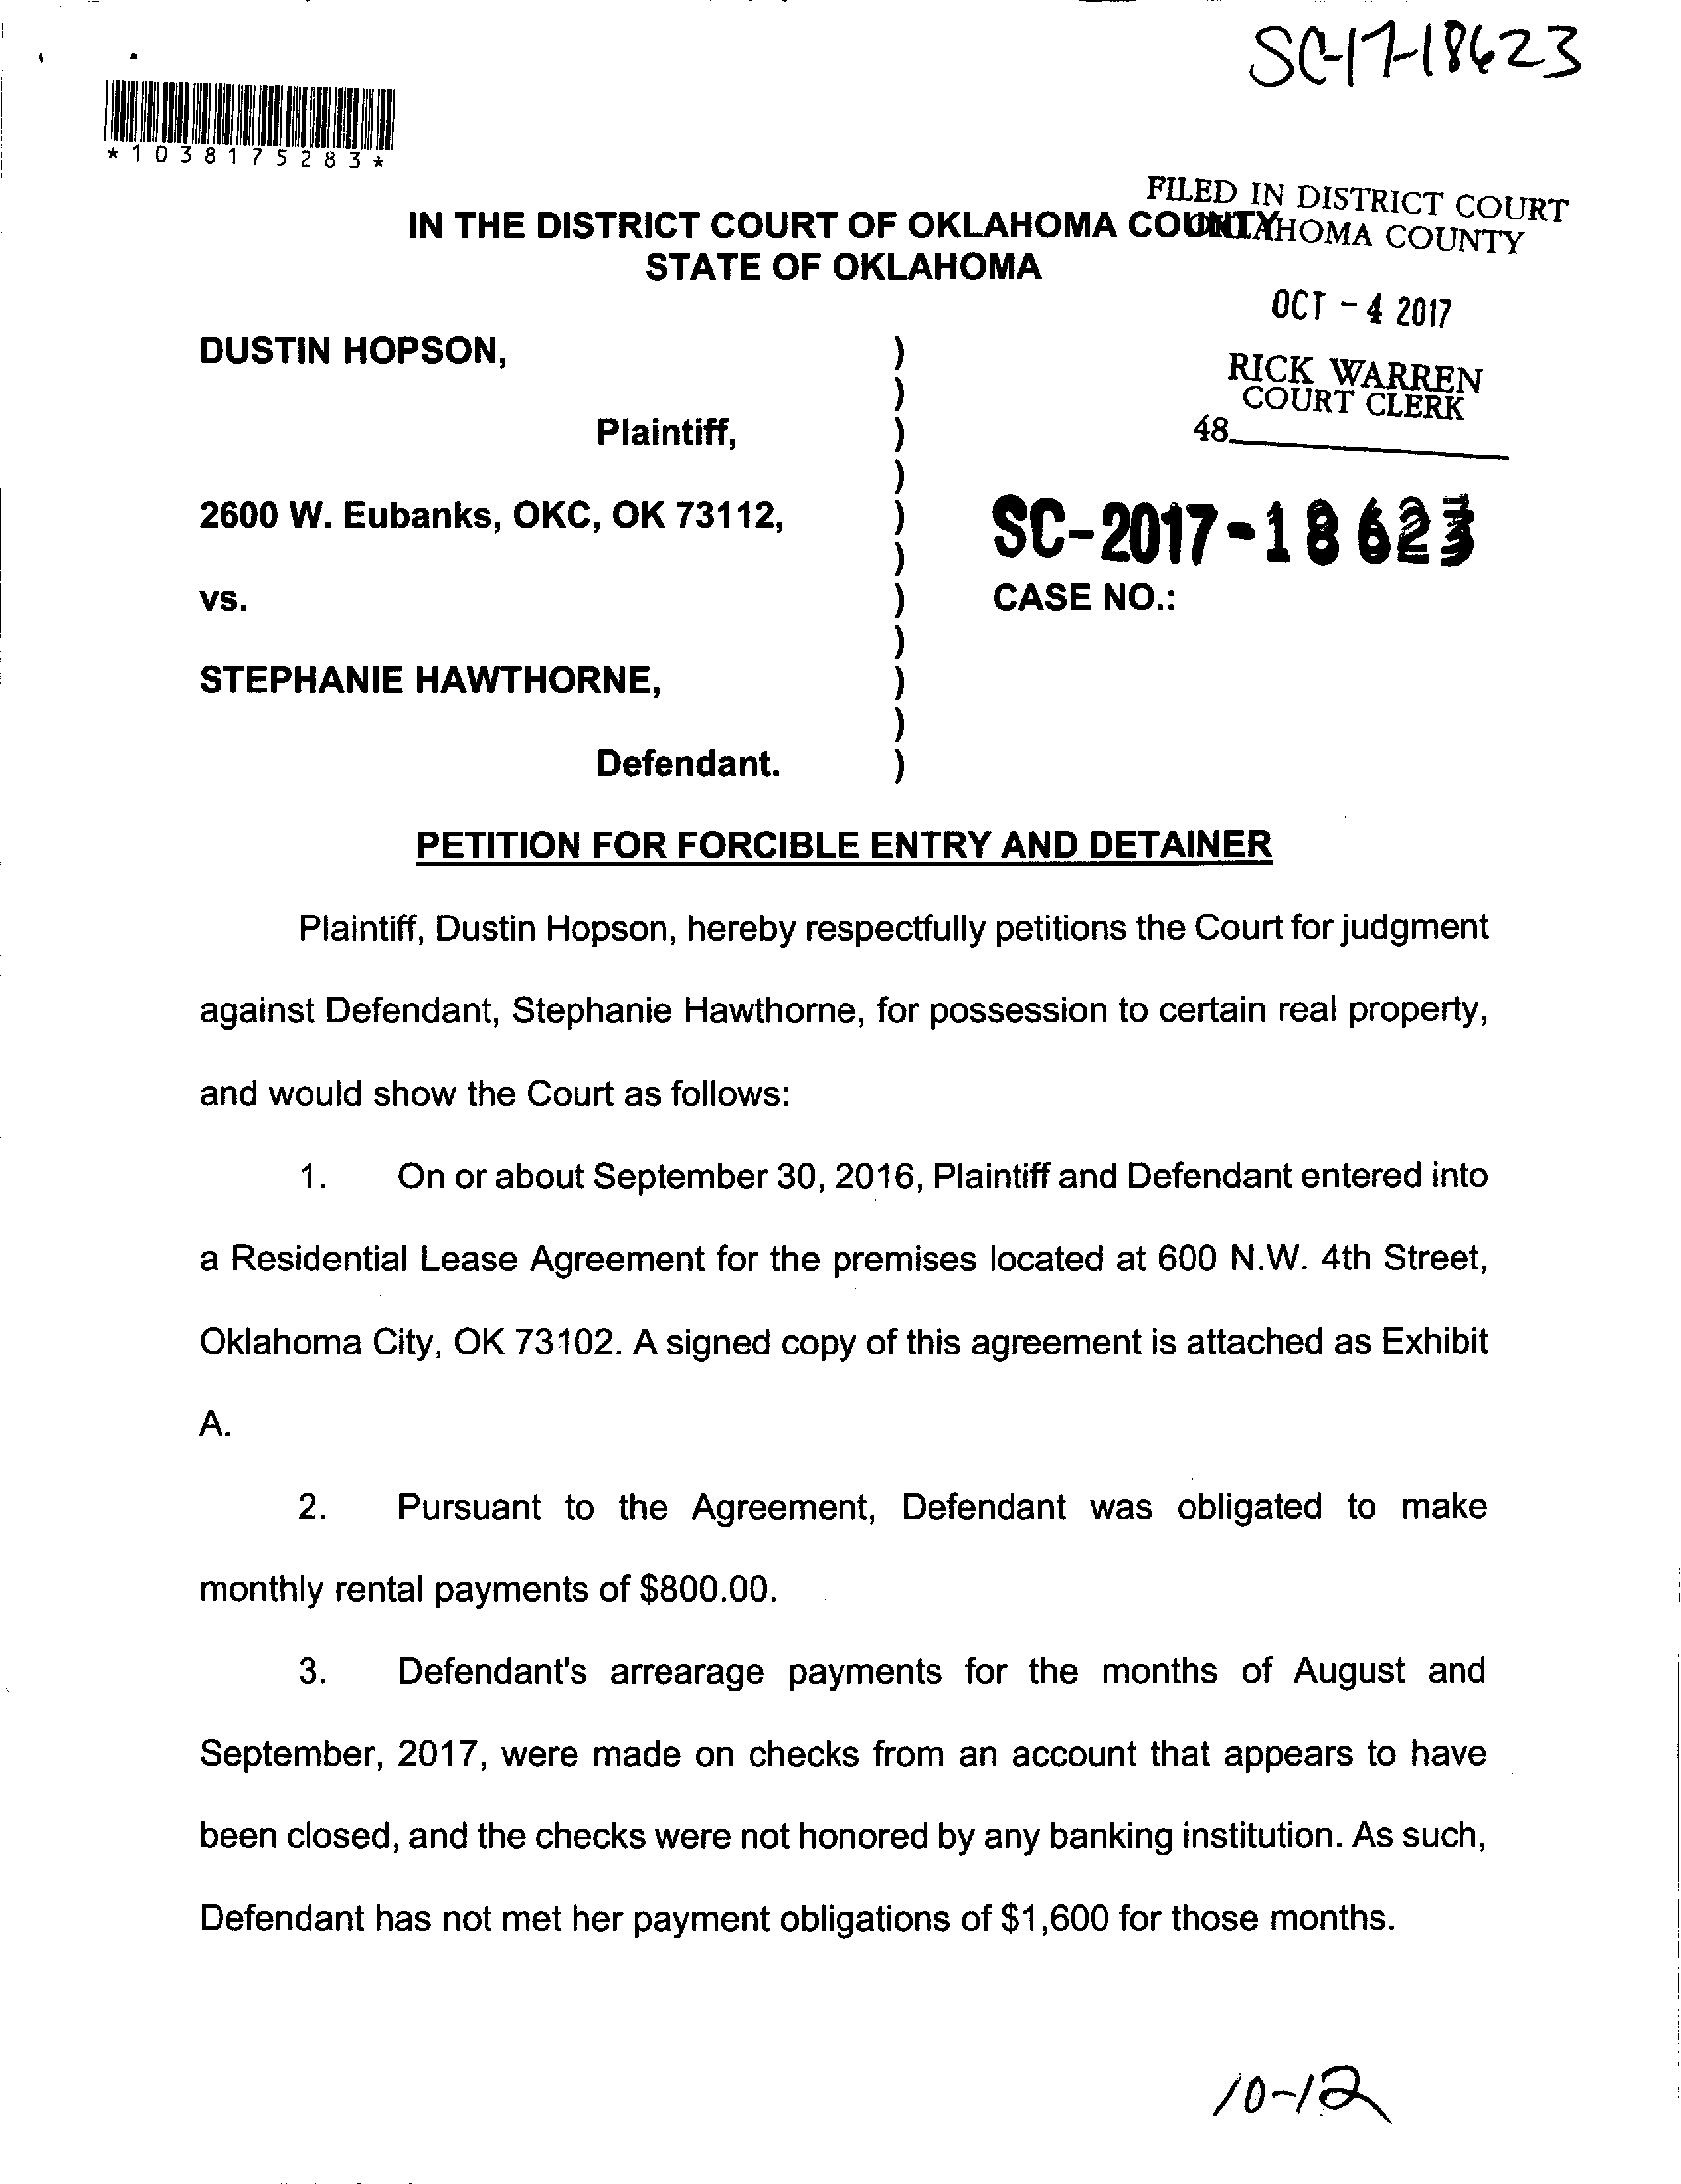 SC-17-18623
*1038175283*
FILED IN DISTRICT COURT
IN THE DISTRICT COURT OF OKLAHOMA COUNTY
HOMA COUNTY
STATE OF OKLAHOMA
OCT - 4 2017
DUSTIN HOPSON, )
RICK WARREN
)
COURT CLERK
Plaintiff, )
48
)
2600 W. Eubanks, OKC, OK 73112, )
SC-2017-18623
)
vs. ) CASE NO.:
)
STEPHANIE HAWTHORNE, )
)
Defendant. )
PETITION FOR FORCIBLE ENTRY AND DETAINER
Plaintiff, Dustin Hopson, hereby respectfully petitions the Court for judgment
against Defendant, Stephanie Hawthorne, for possession to certain real property,
and would show the Court as follows:
1. On or about September 30, 2016, Plaintiff and Defendant entered into
a Residential Lease Agreement for the premises located at 600 N.W. 4th Street,
Oklahoma City, OK 73102. A signed copy of this agreement is attached as Exhibit
A.
2. Pursuant to the Agreement, Defendant was obligated to make
monthly rental payments of $800.00.
3. Defendant's arrearage payments for the months of August and
September, 2017, were made on checks from an account that appears to have
been closed, and the checks were not honored by any banking institution. As such,
Defendant has not met her payment obligations of $1,600 for those months.
10-12